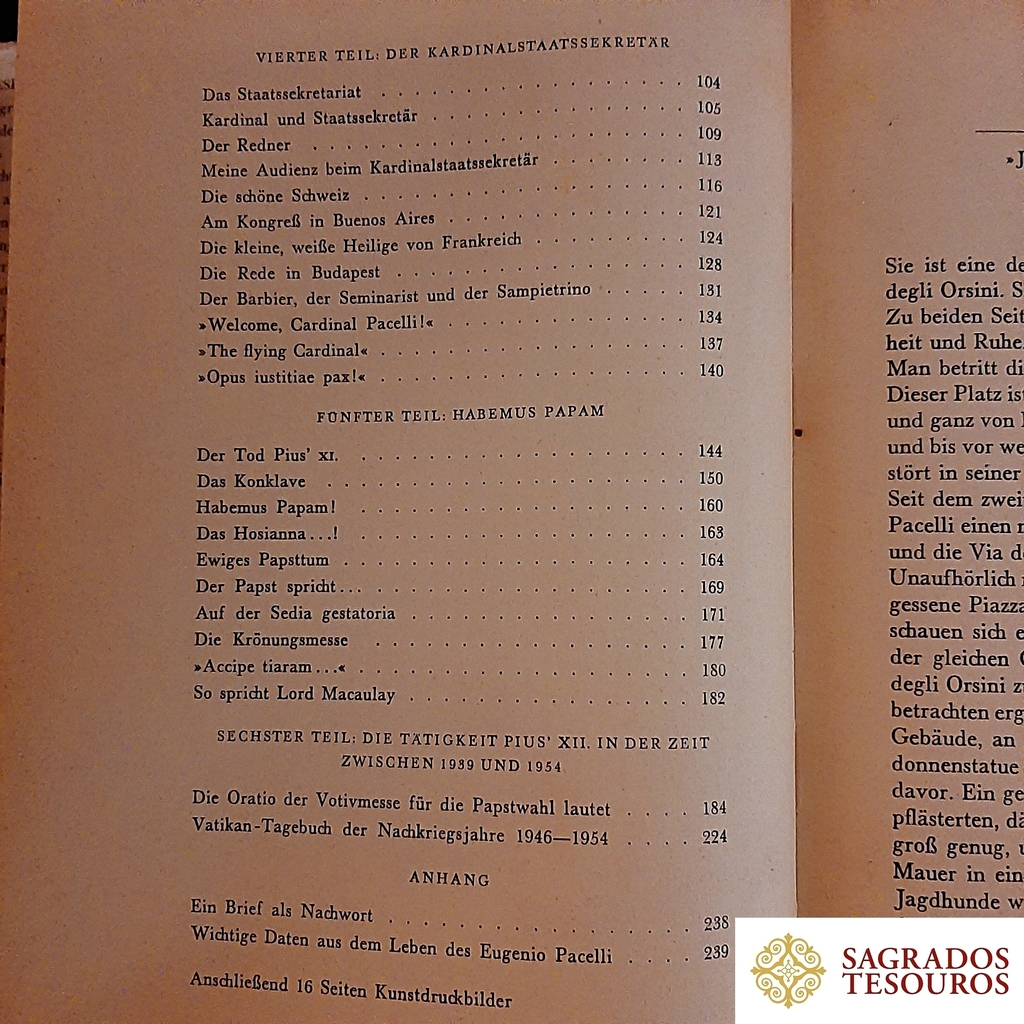 VIERTER TEIL: DER KARDINALSTAATSSEKRETÄR
Das Staatssekretariat . . . . . . . . . . . . . . . . . 104
Kardinal und Staatssekretär . . . . . . . . . . . . . . 105
Der Redner . . . . . . . . . . . . . . . . . . . . 109
Meine Audienz beim Kardinalstaatssekretär . . . . . . . . 113
Die schöne Schweiz . . . . . . . . . . . . . . . . . . 116
Am Kongreß in Buenos Aires . . . . . . . . . . . . . 121
Die kleine, weiße Heilige von Frankreich . . . . . . . . . 124
Die Rede in Budapest . . . . . . . . . . . . . . . . 128
Der Barbier, der Seminarist und der Sampietrino . . . . . 131
»Welcome, Cardinal Pacelli!« . . . . . . . . . . . . . 134
»The flying Cardinal« . . . . . . . . . . . . . . . . . 137
»Opus iustitiae pax!« . . . . . . . . . . . . . . . . . 140
FÜNFTER TEIL: HABEMUS PAPAM
Der Tod Pius' XI. . . . . . . . . . . . . . . . . . . 144
Das Konklave . . . . . . . . . . . . . . . . . . . 150
Habemus Papam! . . . . . . . . . . . . . . . . . . 160
Das Hosianna...! . . . . . . . . . . . . . . . . . . 163
Ewiges Papsttum . . . . . . . . . . . . . . . . . . . 164
Der Papst spricht... . . . . . . . . . . . . . . . . . 169
Auf der Sedia gestatoria . . . . . . . . . . . . . . . . 171
Die Krönungsmesse . . . . . . . . . . . . . . . . . 177
»Accipe tiaram...« . . . . . . . . . . . . . . . . . . 180
So spricht Lord Macaulay . . . . . . . . . . . . . . . 182
SECHSTER TEIL: DIE TÄTIGKEIT PIUS' XII. IN DER ZEIT
ZWISCHEN 1939 UND 1954
Die Oratio der Votivmesse für die Papstwahl lautet . . . . 184
Vatikan-Tagebuch der Nachkriegsjahre 1946—1954 . . . . 224
ANHANG
Ein Brief als Nachwort . . . . . . . . . . . . . . . . 238
Wichtige Daten aus dem Leben des Eugenio Pacelli . . . . 239
Anschließend 16 Seiten Kunstdruckbilder
»J
Sie ist eine de
degli Orsini. S
Zu beiden Seit
heit und Ruhe
Man betritt di
Dieser Platz is
und ganz von
und bis vor we
stört in seiner
Seit dem zwei
Pacelli einen
und die Via d
Unaufhörlich
gessene Piazza
schauen sich e
der gleichen
degli Orsini z
betrachten erg
Gebäude, an
donnenstatue
davor. Ein ge
pflästerten, dä
groß genug, u
Mauer in ein
Jagdhunde w
SAGRADOS
TESOUROS